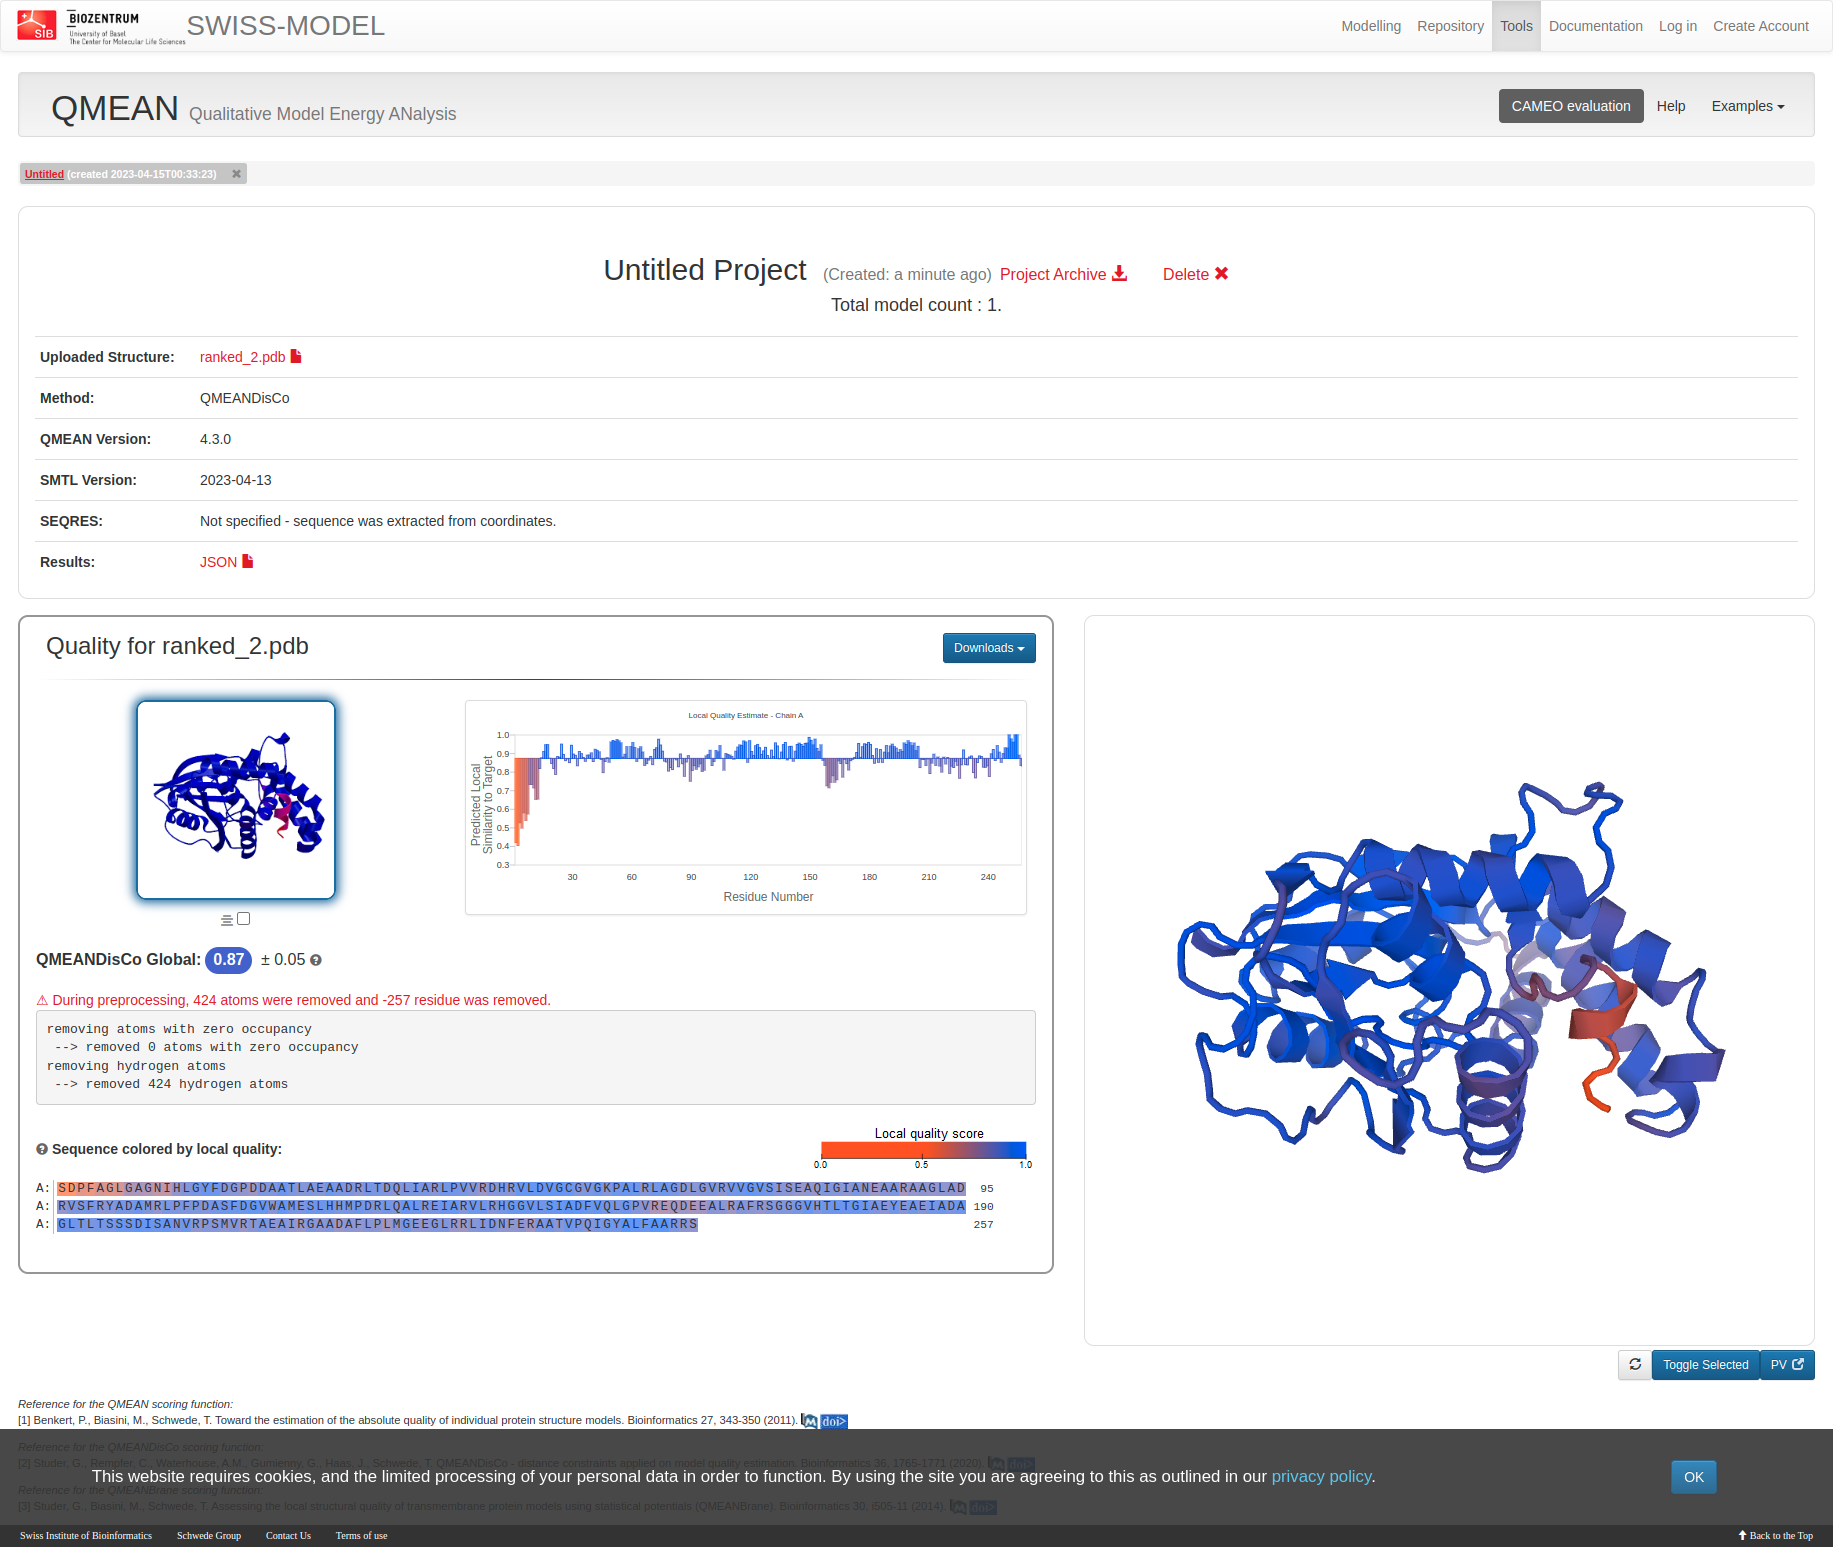 SIB
BIOZENTRUM
University of Basel
The Center for Molecular Life Sciences
SWISS-MODEL
Modelling Repository Tools Documentation Log in Create Account
QMEAN Qualitative Model Energy ANalysis
CAMEO evaluation Help Examples
Untitled (created 2023-04-15T00:33:23) ✖
Untitled Project (Created: a minute ago) Project Archive Delete ✖
Total model count : 1.
Uploaded Structure: ranked_2.pdb
Method: QMEANDisCo
QMEAN Version: 4.3.0
SMTL Version: 2023-04-13
SEQRES: Not specified - sequence was extracted from coordinates.
Results: JSON
Quality for ranked_2.pdb
Downloads
Local Quality Estimate - Chain A
Predicted Local
Similarity to Target
1.0
0.9
0.8
0.7
0.6
0.5
0.4
0.3
30 60 90 120 150 180 210 240
Residue Number
QMEANDisCo Global: 0.87 ± 0.05
⚠ During preprocessing, 424 atoms were removed and -257 residue was removed.
removing atoms with zero occupancy
--> removed 0 atoms with zero occupancy
removing hydrogen atoms
--> removed 424 hydrogen atoms
Sequence colored by local quality:
Local quality score
0.0 0.5 1.0
A: SDPFAGLGAGNIHLGYFDGPDDAATLAEAADRLTDQLIARLPVVRDHRVLDVGCGVGKPALRLAGDLGVRVVGVSISEAQIGIANEAARAAGLAD 95
A: RVSFRYADAMRLPFPDASFDGVWAMESLHHMPDRLQALREIARVLRHGGVLSIADFVQLGPVREQDEEALRAFRSGGGVHTLTGIAEYEAEIADA 190
A: GLTLTSSSDISANVRPSMVRTAEAIRGAADAFLPLMGEEGLRRLIDNFERAATVPQIGYALFAARRS 257
Toggle Selected PV
Reference for the QMEAN scoring function:
[1] Benkert, P., Biasini, M., Schwede, T. Toward the estimation of the absolute quality of individual protein structure models. Bioinformatics 27, 343-350 (2011). M doi>
Reference for the QMEANDisCo scoring function:
[2] Studer, G., Rempfer, C., Waterhouse, A.M., Gumienny, G., Haas, J., Schwede, T. QMEANDisCo - distance constraints applied on model quality estimation. Bioinformatics 36, 1765-1771 (2020). M doi>
This website requires cookies, and the limited processing of your personal data in order to function. By using the site you are agreeing to this as outlined in our privacy policy.
OK
Reference for the QMEANBrane scoring function:
[3] Studer, G., Biasini, M., Schwede, T. Assessing the local structural quality of transmembrane protein models using statistical potentials (QMEANBrane). Bioinformatics 30, i505-11 (2014). M doi>
Swiss Institute of Bioinformatics Schwede Group Contact Us Terms of use
Back to the Top